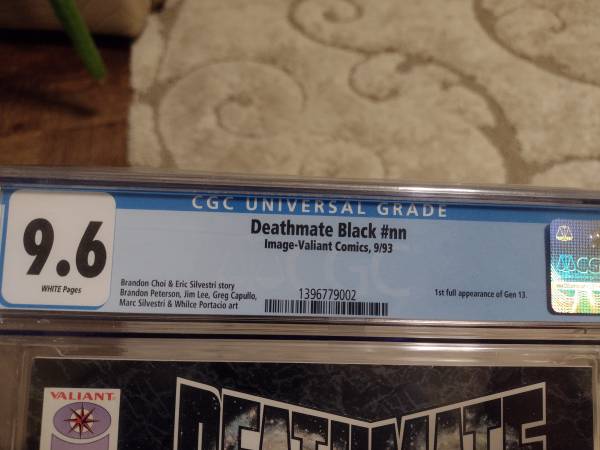 CGC UNIVERSAL GRADE
9.6
WHITE Pages
Deathmate Black #nn
Image-Valiant Comics, 9/93
Brandon Choi & Eric Silvestri story
Brandon Peterson, Jim Lee, Greg Capullo,
Marc Silvestri & Whilce Portacio art
1396779002
1st full appearance of Gen 13.
CGC
VALIANT
DEATHMATE